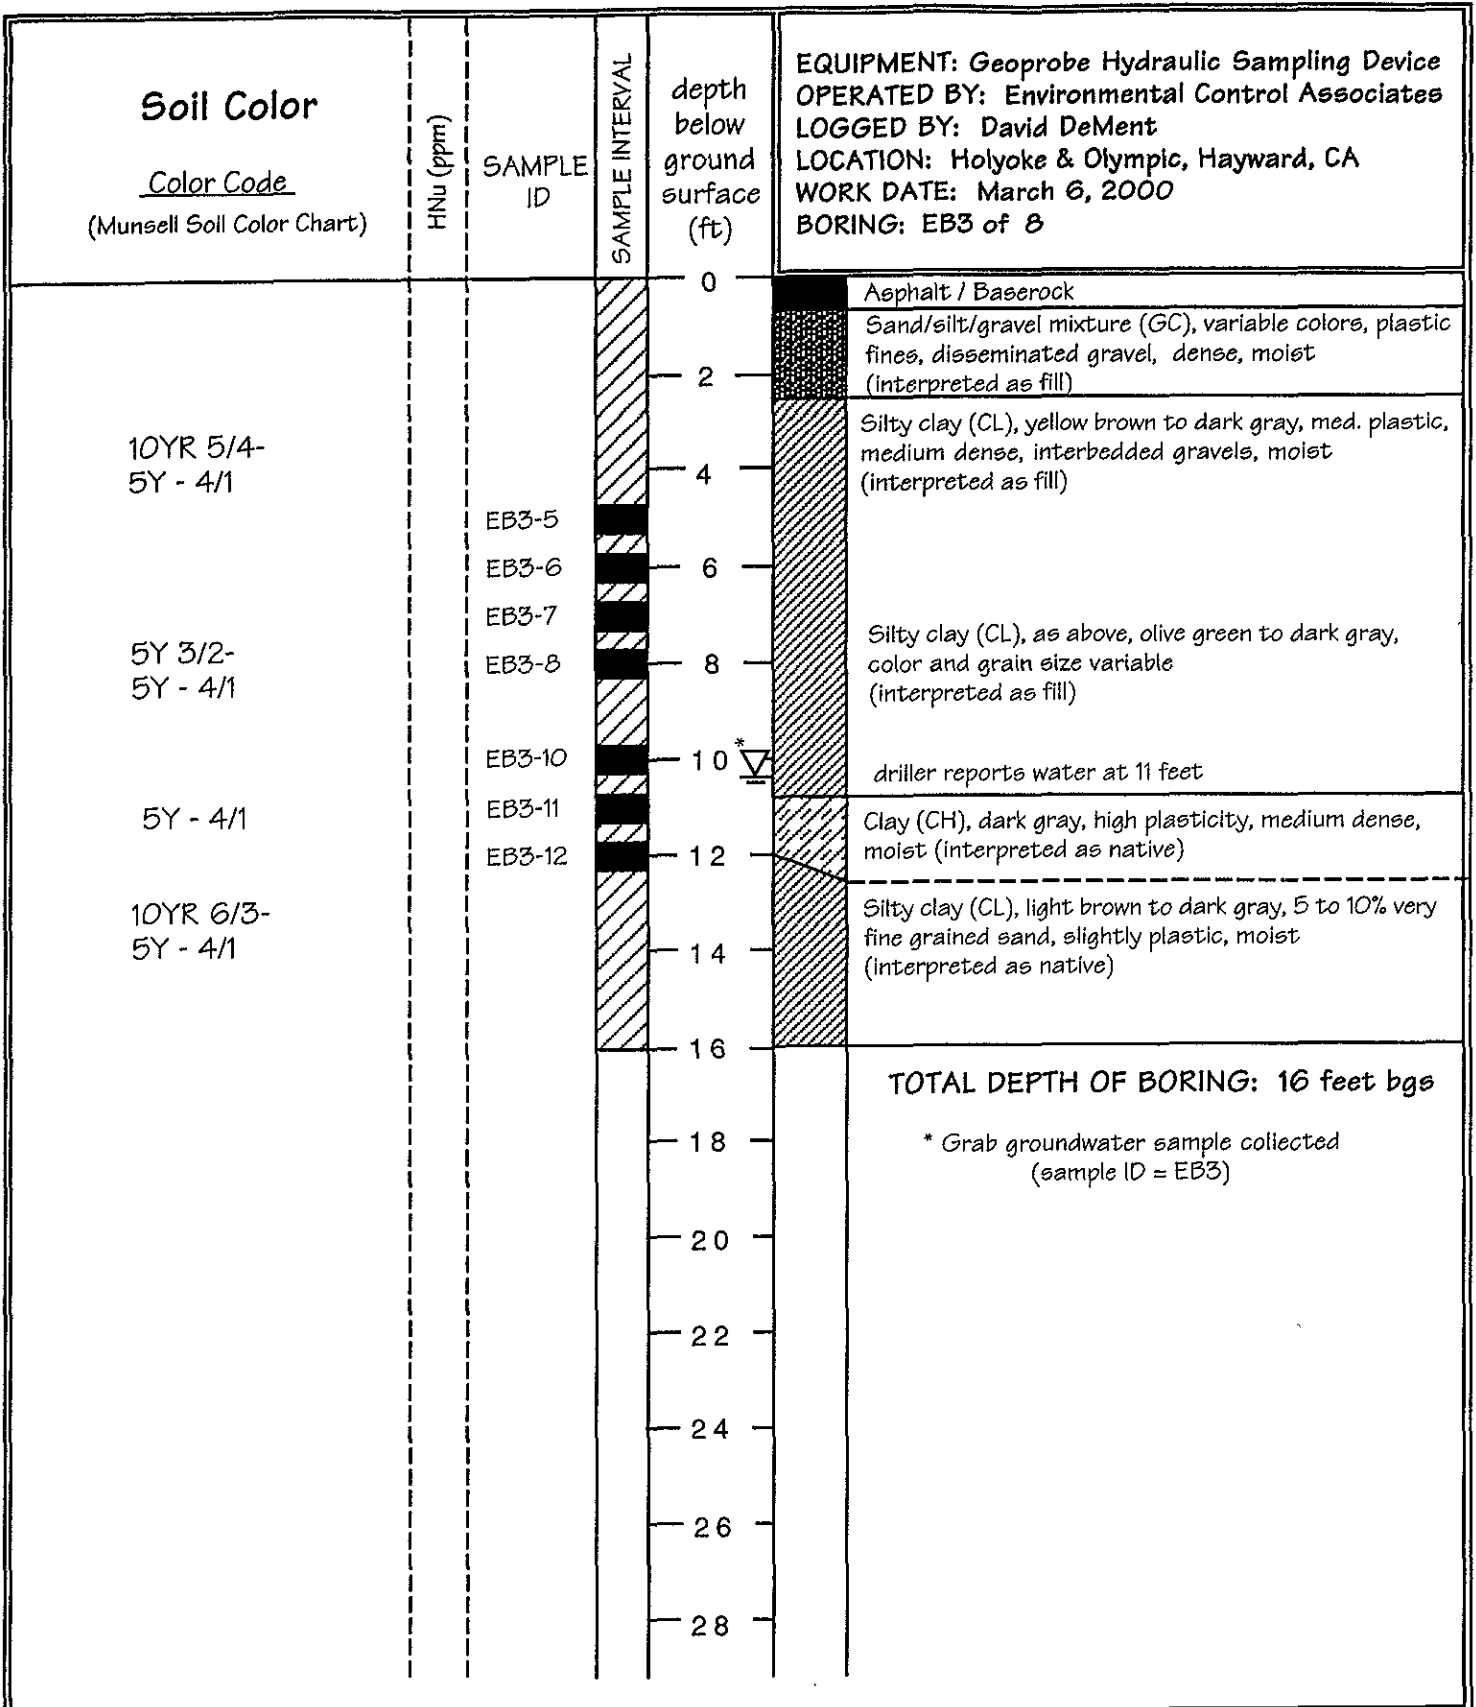 Soil Color
Color Code
(Munsell Soil Color Chart)
HNu (ppm)
SAMPLE
ID
SAMPLE INTERVAL
depth
below
ground
surface
(ft)
EQUIPMENT: Geoprobe Hydraulic Sampling Device
OPERATED BY: Environmental Control Associates
LOGGED BY: David DeMent
LOCATION: Holyoke & Olympic, Hayward, CA
WORK DATE: March 6, 2000
BORING: EB3 of 8
0
Asphalt / Baserock
Sand/silt/gravel mixture (GC), variable colors, plastic
fines, disseminated gravel, dense, moist
(interpreted as fill)
2
10YR 5/4-
5Y - 4/1
4
Silty clay (CL), yellow brown to dark gray, med. plastic,
medium dense, interbedded gravels, moist
(interpreted as fill)
EB3-5
EB3-6
6
EB3-7
5Y 3/2-
5Y - 4/1
EB3-8
8
Silty clay (CL), as above, olive green to dark gray,
color and grain size variable
(interpreted as fill)
EB3-10
10 *
driller reports water at 11 feet
5Y - 4/1
EB3-11
Clay (CH), dark gray, high plasticity, medium dense,
moist (interpreted as native)
EB3-12
12
10YR 6/3-
5Y - 4/1
Silty clay (CL), light brown to dark gray, 5 to 10% very
fine grained sand, slightly plastic, moist
(interpreted as native)
14
16
TOTAL DEPTH OF BORING: 16 feet bgs
18
* Grab groundwater sample collected
(sample ID = EB3)
20
22
24
26
28